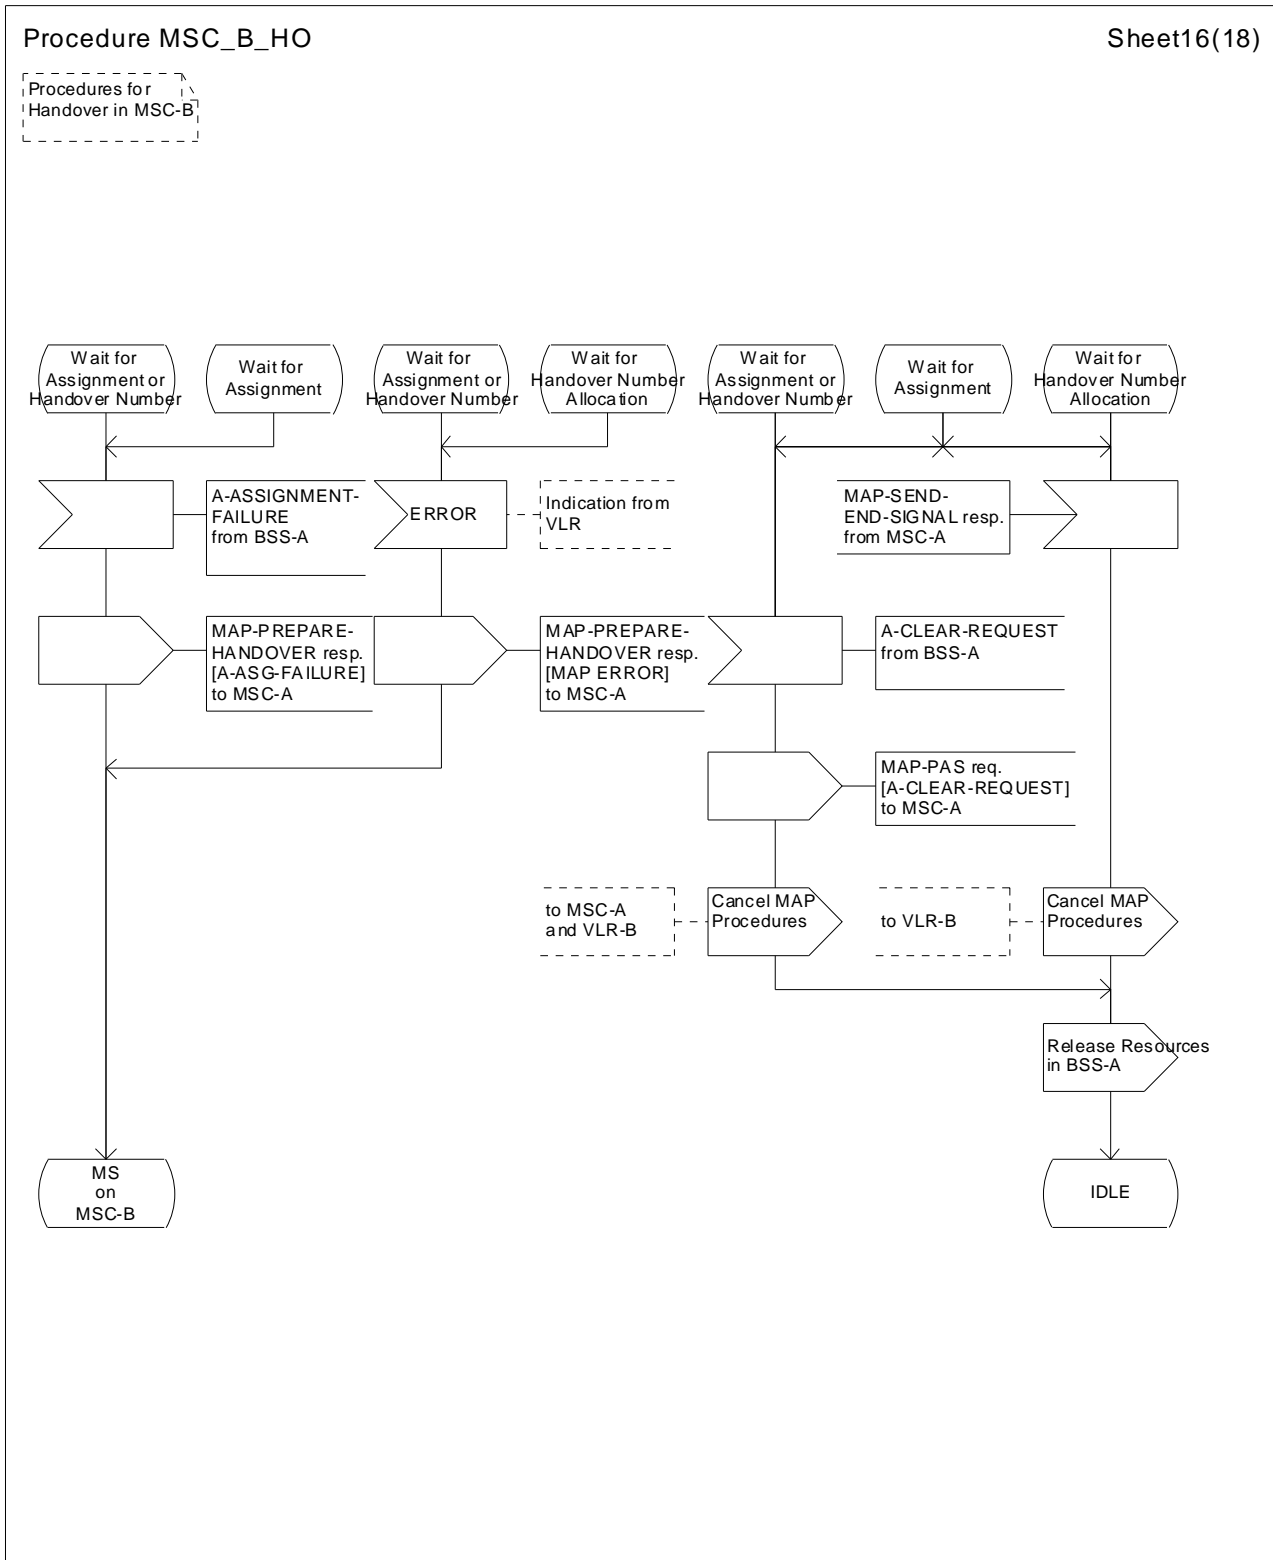 Procedure MSC_B_HO
Sheet16(18)
Procedures for
Handover in MSC-B
Wait for
Assignment or
Handover Number
Wait for
Assignment
Wait for
Assignment or
Handover Number
Wait for
Handover Number
Allocation
Wait for
Assignment or
Handover Number
Wait for
Assignment
Wait for
Handover Number
Allocation
A-ASSIGNMENT-
FAILURE
from BSS-A
ERROR
Indication from
VLR
MAP-SEND-
END-SIGNAL resp.
from MSC-A
MAP-PREPARE-
HANDOVER resp.
[A-ASG-FAILURE]
to MSC-A
MAP-PREPARE-
HANDOVER resp.
[MAP ERROR]
to MSC-A
A-CLEAR-REQUEST
from BSS-A
MAP-PAS req.
[A-CLEAR-REQUEST]
to MSC-A
to MSC-A
and VLR-B
Cancel MAP
Procedures
to VLR-B
Cancel MAP
Procedures
Release Resources
in BSS-A
MS
on
MSC-B
IDLE